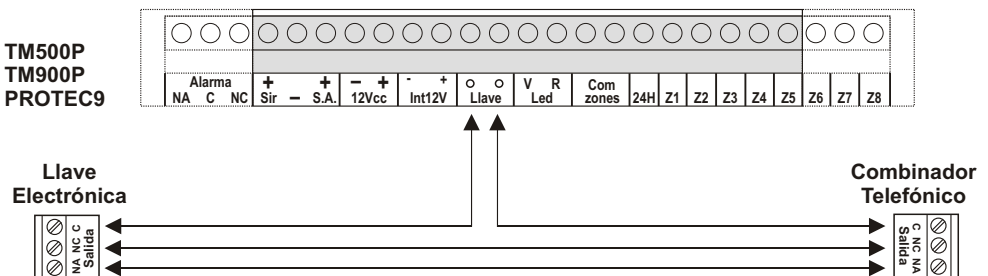 TM500P
TM900P
PROTEC9
Alarma
NA C NC
+ Sir
–
+ S.A.
– +
12Vcc
- +
Int12V
Llave
V R
Led
Com
zones
24H Z1 Z2 Z3 Z4 Z5 Z6 Z7 Z8
Llave
Electrónica
NA NC C
Salida
Combinador
Telefónico
C NC NA
Salida